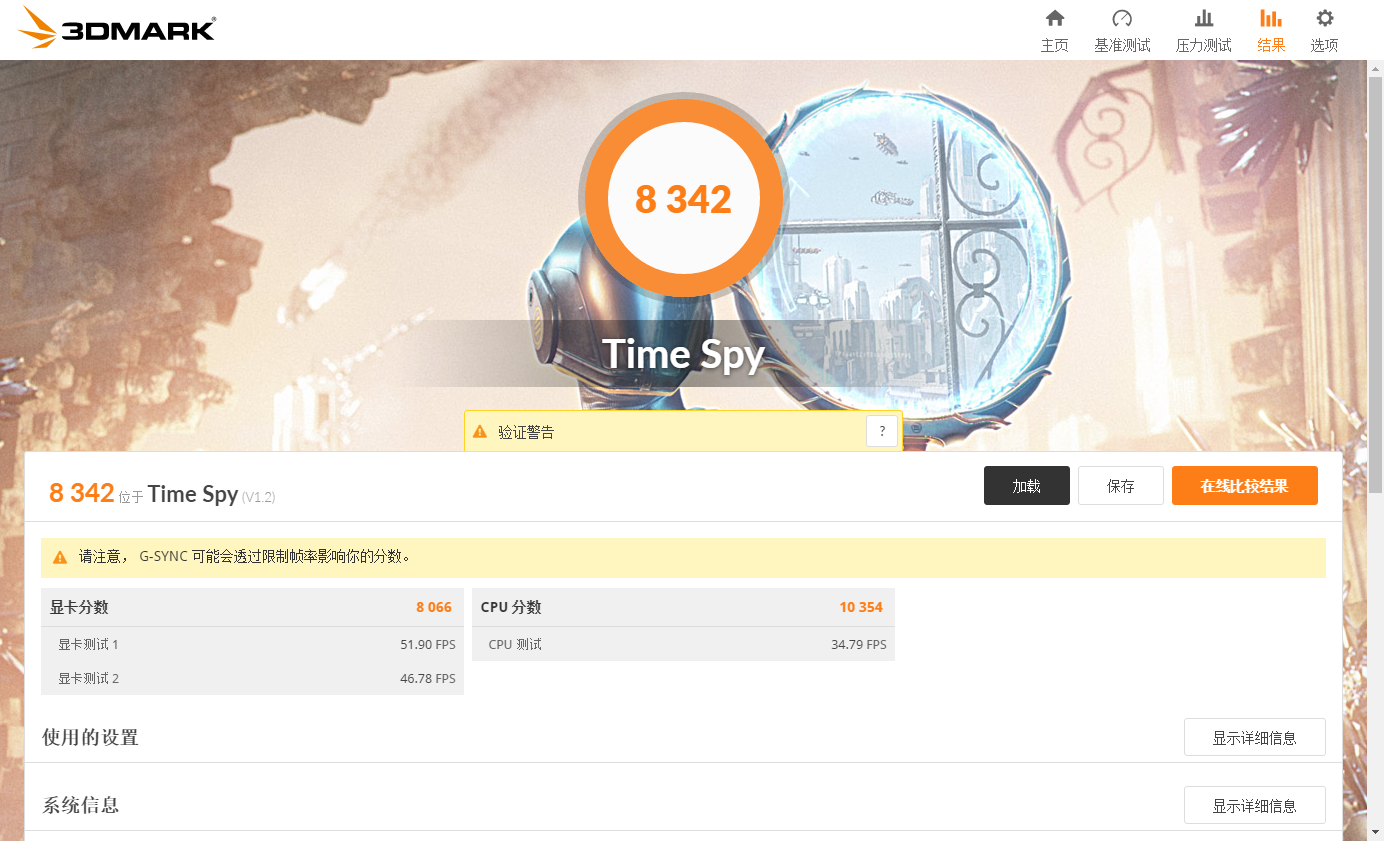 3DMARK®
主页 基准测试 压力测试 结果 选项
8 342
Time Spy
验证警告 ?
8 342 位于 Time Spy (V1.2)
加载 保存 在线比较结果
请注意， G-SYNC 可能会透过限制帧率影响你的分数。
显卡分数 8 066
显卡测试 1 51.90 FPS
显卡测试 2 46.78 FPS
CPU 分数 10 354
CPU 测试 34.79 FPS
使用的设置 显示详细信息
系统信息 显示详细信息